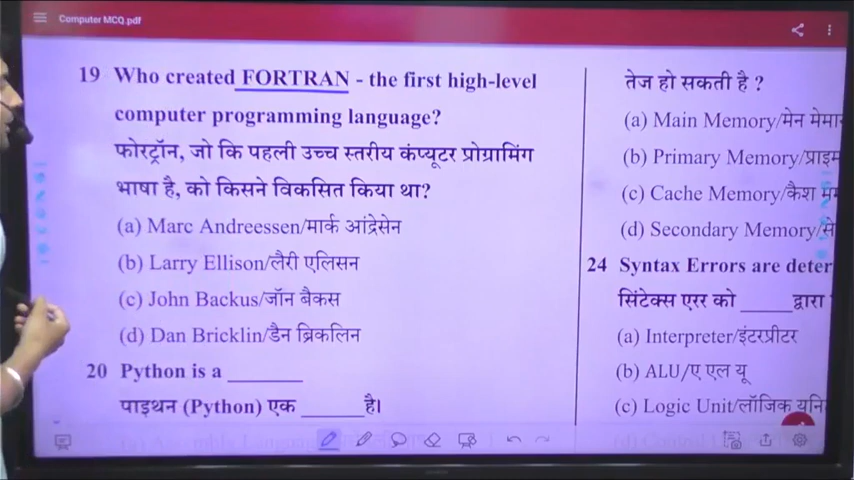 Computer MCQ.pdf
19 Who created FORTRAN - the first high-level
computer programming language?
फोरट्रॉन, जो कि पहली उच्च स्तरीय कंप्यूटर प्रोग्रामिंग
भाषा है, को किसने विकसित किया था?
(a) Marc Andreessen/मार्क आंद्रेसेन
(b) Larry Ellison/लैरी एलिसन
(c) John Backus/जॉन बैकस
(d) Dan Bricklin/डैन ब्रिकलिन
20 Python is a ______
पाइथन (Python) एक ______है।
तेज हो सकती है ?
(a) Main Memory/मेन
(b) Primary Memory/
(c) Cache Memory/कैश
(d) Secondary Memory/
24 Syntax Errors are
सिंटेक्स एरर को _____द्वारा
(a) Interpreter/इंटरप्रीटर
(b) ALU/ए एल यू
(c) Logic Unit/लॉजिक